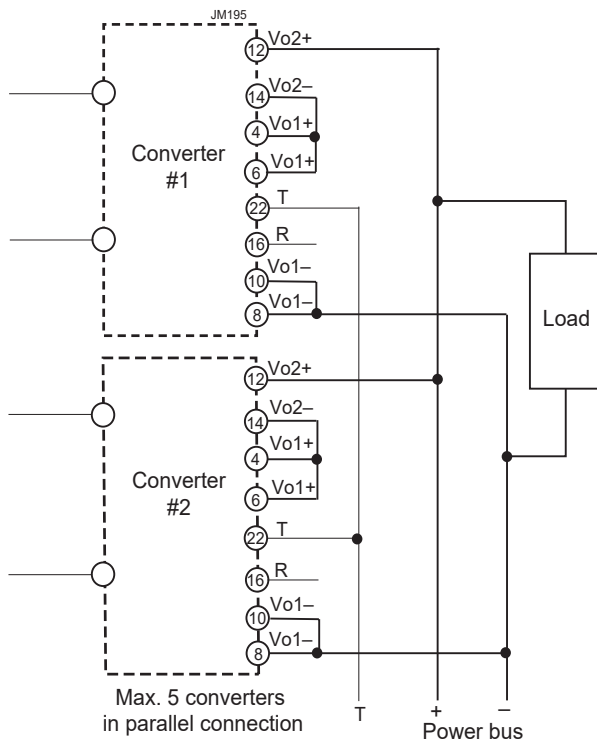 JM195
12 Vo2+
14 Vo2–
4 Vo1+
6 Vo1+
22 T
16 R
10 Vo1–
8 Vo1–
Converter
#1
Load
12 Vo2+
14 Vo2–
4 Vo1+
6 Vo1+
22 T
16 R
10 Vo1–
8 Vo1–
Converter
#2
Max. 5 converters
in parallel connection
T
+
–
Power bus